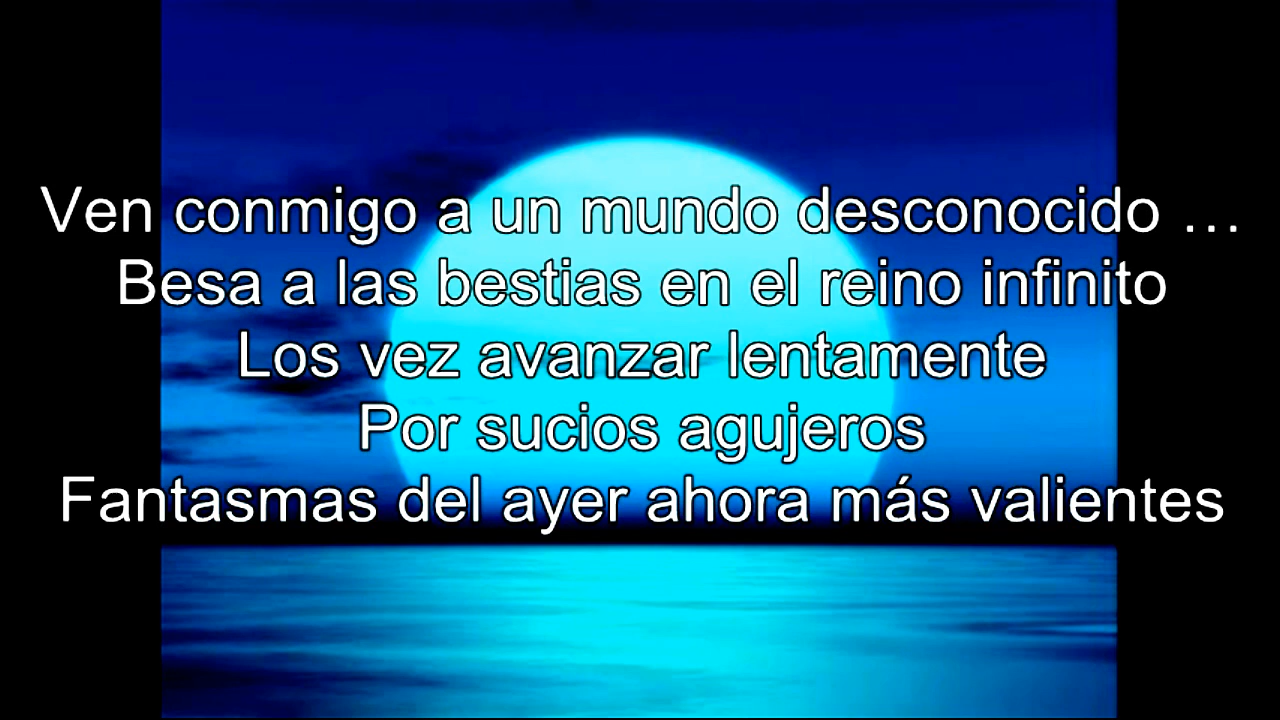 Ven conmigo a un mundo desconocido ...
Besa a las bestias en el reino infinito
Los vez avanzar lentamente
Por sucios agujeros
Fantasmas del ayer ahora más valientes